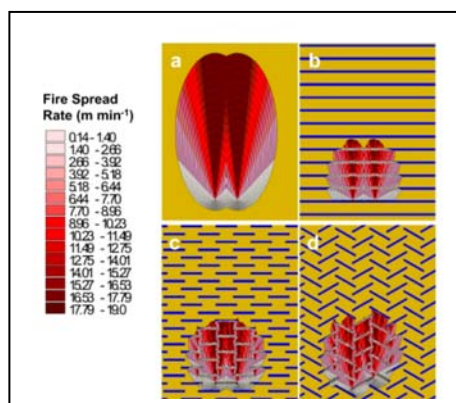 Fire Spread
Rate (m min-1)
0.14 - 1.40
1.40 - 2.66
2.66 - 3.92
3.92 - 5.18
5.18 - 6.44
6.44 - 7.70
7.70 - 8.96
8.96 - 10.23
10.23 - 11.49
11.49 - 12.75
12.75 - 14.01
14.01 - 15.27
15.27 - 16.53
16.53 - 17.79
17.79 - 19.0
a
b
c
d